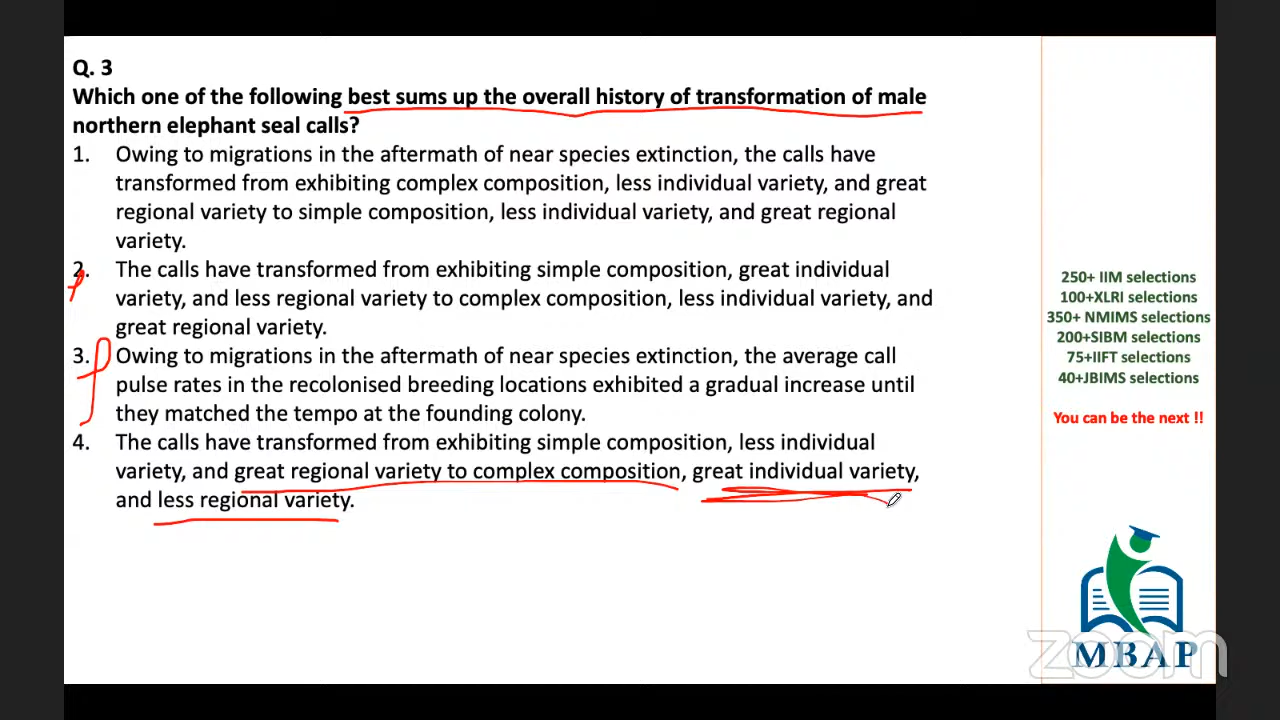 Q. 3
Which one of the following best sums up the overall history of transformation of male
northern elephant seal calls?
1. Owing to migrations in the aftermath of near species extinction, the calls have
transformed from exhibiting complex composition, less individual variety, and great
regional variety to simple composition, less individual variety, and great regional
variety.
2. The calls have transformed from exhibiting simple composition, great individual
variety, and less regional variety to complex composition, less individual variety, and
great regional variety.
3. Owing to migrations in the aftermath of near species extinction, the average call
pulse rates in the recolonised breeding locations exhibited a gradual increase until
they matched the tempo at the founding colony.
4. The calls have transformed from exhibiting simple composition, less individual
variety, and great regional variety to complex composition, great individual variety,
and less regional variety.
250+ IIM selections
100+XLRI selections
350+ NMIMS selections
200+SIBM selections
75+IIFT selections
40+JBIMS selections
You can be the next !!
MBAP
zoom